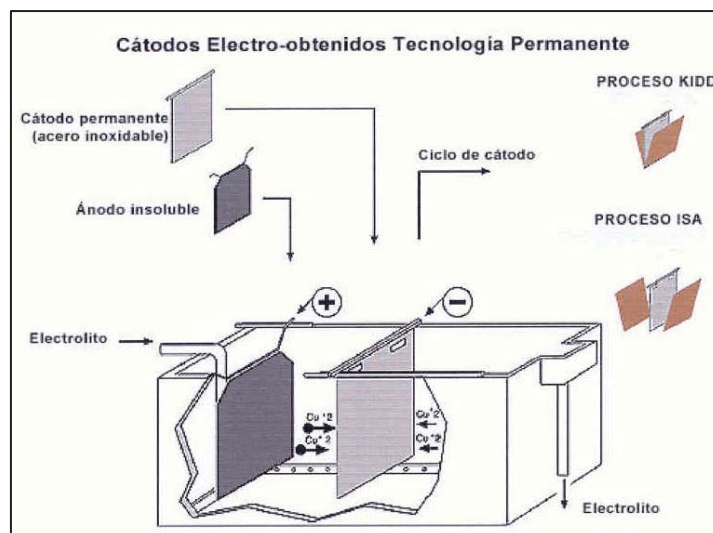 Cátodos Electro-obtenidos Tecnología Permanente
PROCESO KIDD
Cátodo permanente
(acero inoxidable)
Ciclo de cátodo
Ánodo insoluble
PROCESO ISA
+
−
Electrolito
Cu +2
Cu +2
Cu +2
Cu +2
Electrolito